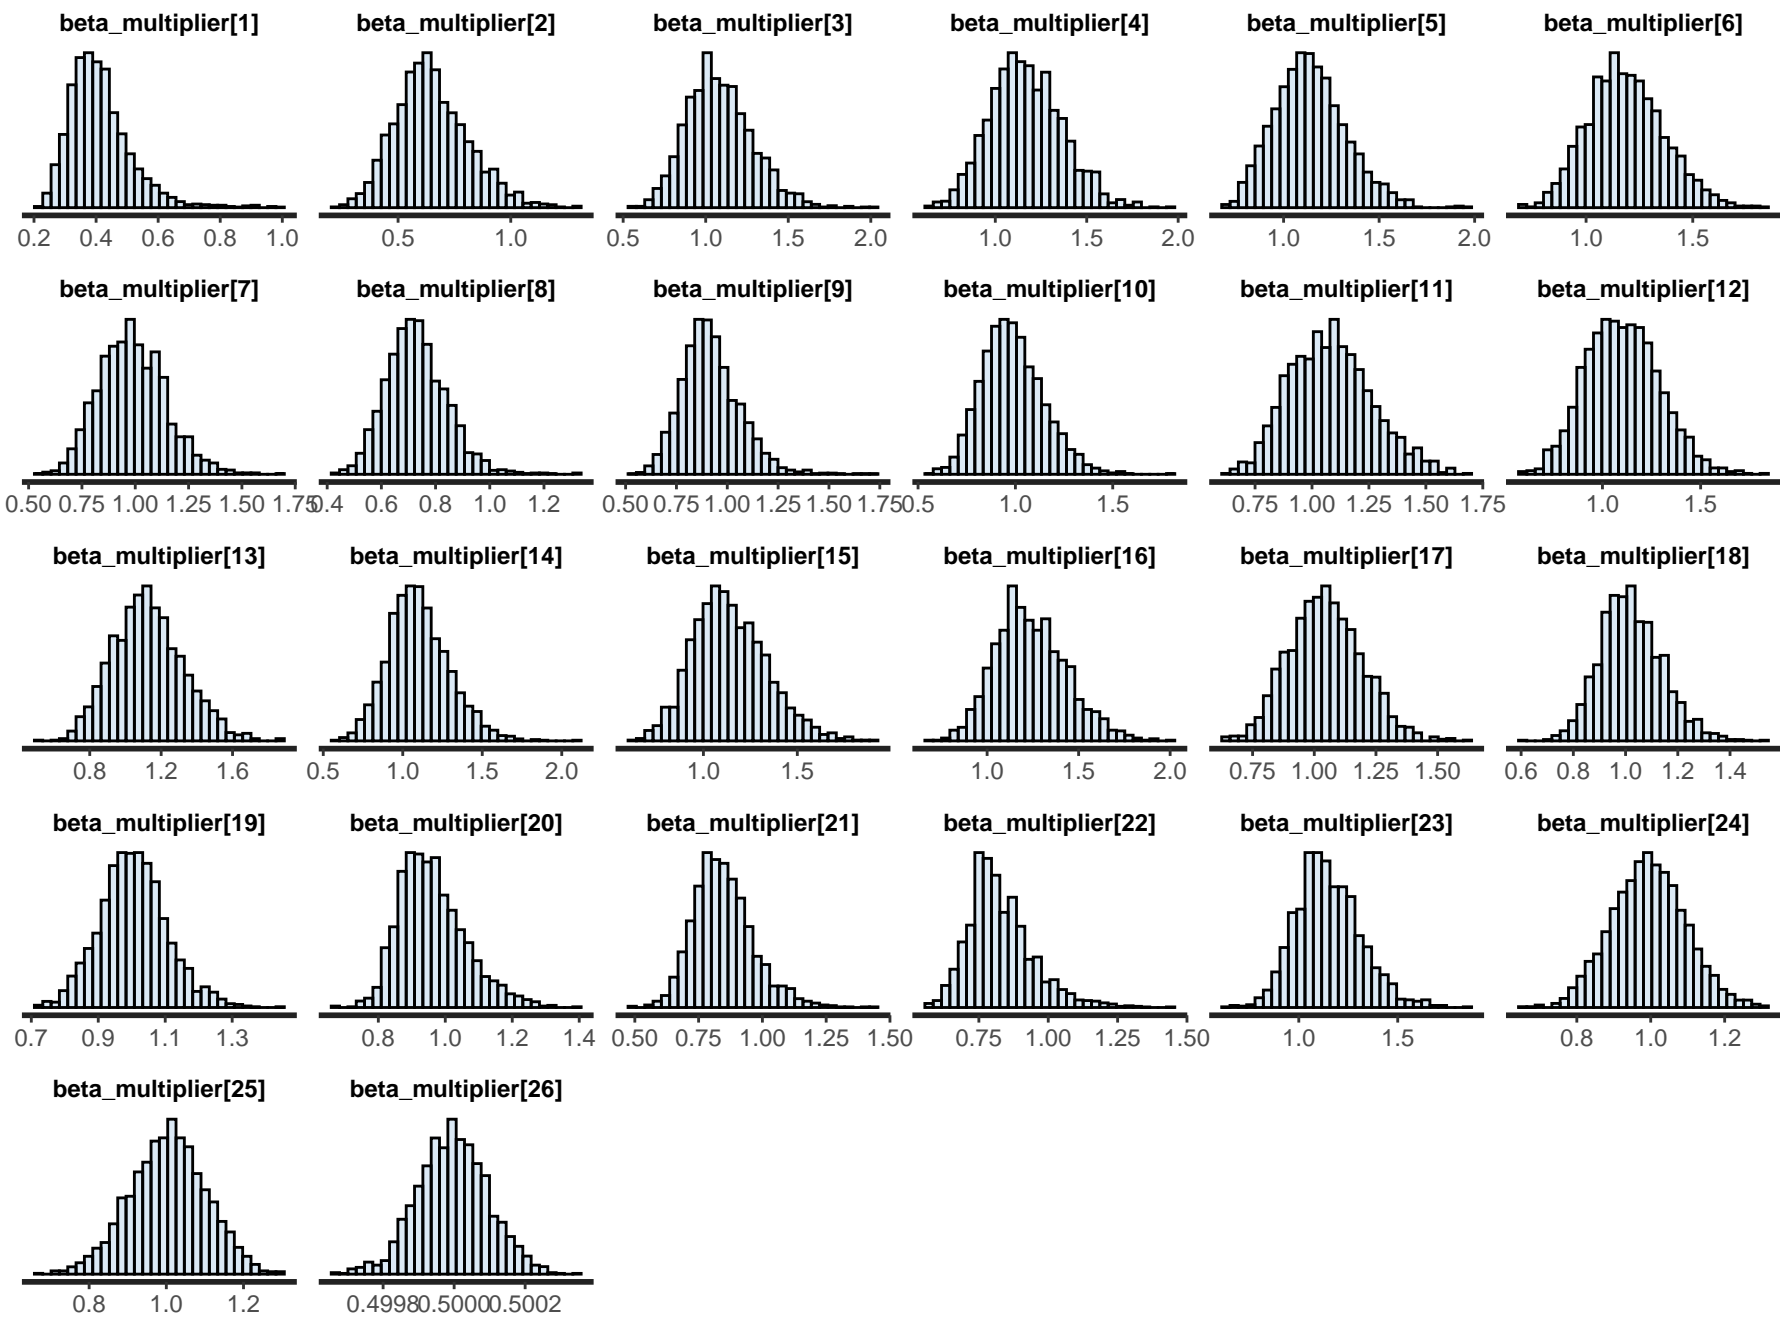 beta_multiplier[1] beta_multiplier[2] beta_multiplier[3] beta_multiplier[4] beta_multiplier[5] beta_multiplier[6]
0.2 0.4 0.6 0.8 1.0 0.5 1.0 0.5 1.0 1.5 2.0 1.0 1.5 2.0 1.0 1.5 2.0 1.0 1.5
beta_multiplier[7] beta_multiplier[8] beta_multiplier[9] beta_multiplier[10] beta_multiplier[11] beta_multiplier[12]
0.50 0.75 1.00 1.25 1.50 1.75 0.4 0.6 0.8 1.0 1.2 0.50 0.75 1.00 1.25 1.50 1.75 0.5 1.0 1.5 0.75 1.00 1.25 1.50 1.75 1.0 1.5
beta_multiplier[13] beta_multiplier[14] beta_multiplier[15] beta_multiplier[16] beta_multiplier[17] beta_multiplier[18]
0.8 1.2 1.6 0.5 1.0 1.5 2.0 1.0 1.5 1.0 1.5 2.0 0.75 1.00 1.25 1.50 0.6 0.8 1.0 1.2 1.4
beta_multiplier[19] beta_multiplier[20] beta_multiplier[21] beta_multiplier[22] beta_multiplier[23] beta_multiplier[24]
0.7 0.9 1.1 1.3 0.8 1.0 1.2 1.4 0.50 0.75 1.00 1.25 1.50 0.75 1.00 1.25 1.50 1.0 1.5 0.8 1.0 1.2
beta_multiplier[25] beta_multiplier[26]
0.8 1.0 1.2 0.4998 0.5000 0.5002